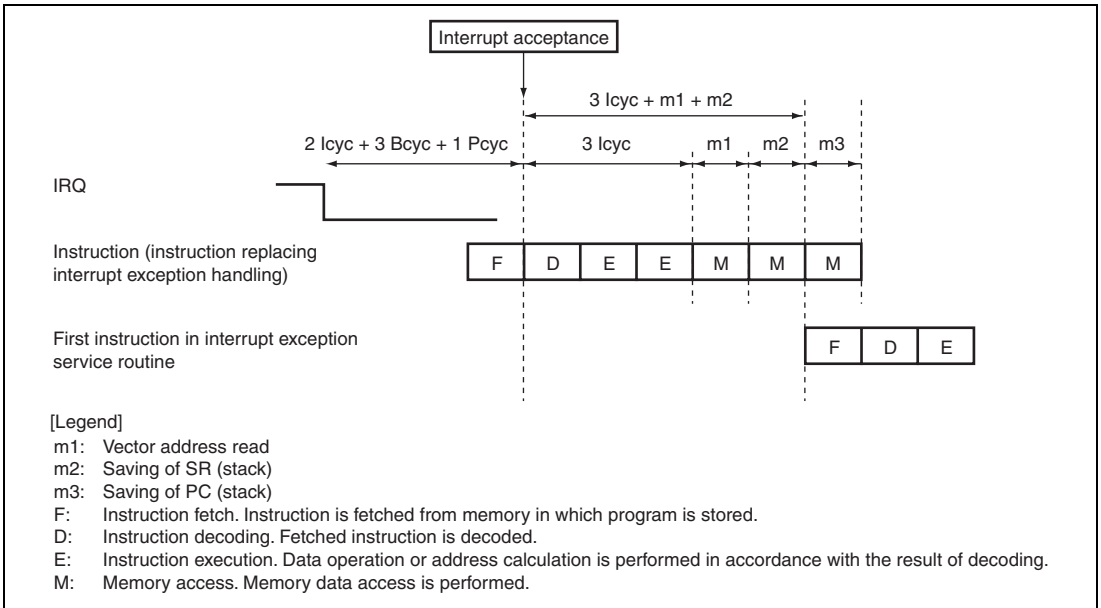 Interrupt acceptance
3 Icyc + m1 + m2
2 Icyc + 3 Bcyc + 1 Pcyc
3 Icyc
m1
m2
m3
IRQ
Instruction (instruction replacing
interrupt exception handling)
F D E E M M M
First instruction in interrupt exception
service routine
F D E
[Legend]
m1: Vector address read
m2: Saving of SR (stack)
m3: Saving of PC (stack)
F: Instruction fetch. Instruction is fetched from memory in which program is stored.
D: Instruction decoding. Fetched instruction is decoded.
E: Instruction execution. Data operation or address calculation is performed in accordance with the result of decoding.
M: Memory access. Memory data access is performed.